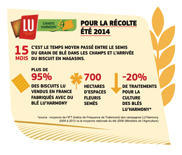 LU
CHARTE
HARMONY
POUR LA RÉCOLTE
ÉTÉ 2014
15
MOIS
C'EST LE TEMPS MOYEN PASSÉ ENTRE LE SEMIS
DU GRAIN DE BLÉ DANS LES CHAMPS ET L'ARRIVÉE
DU BISCUIT EN MAGASINS.
PLUS DE
95%
DES BISCUITS LU
VENDUS EN FRANCE
FABRIQUÉS AVEC DU
BLÉ LU'HARMONY
700
HECTARES
D'ESPACES
FLEURIS
SEMÉS
-20%*
DE TRAITEMENTS
POUR LA
CULTURE
DES BLÉS
LU'HARMONY*